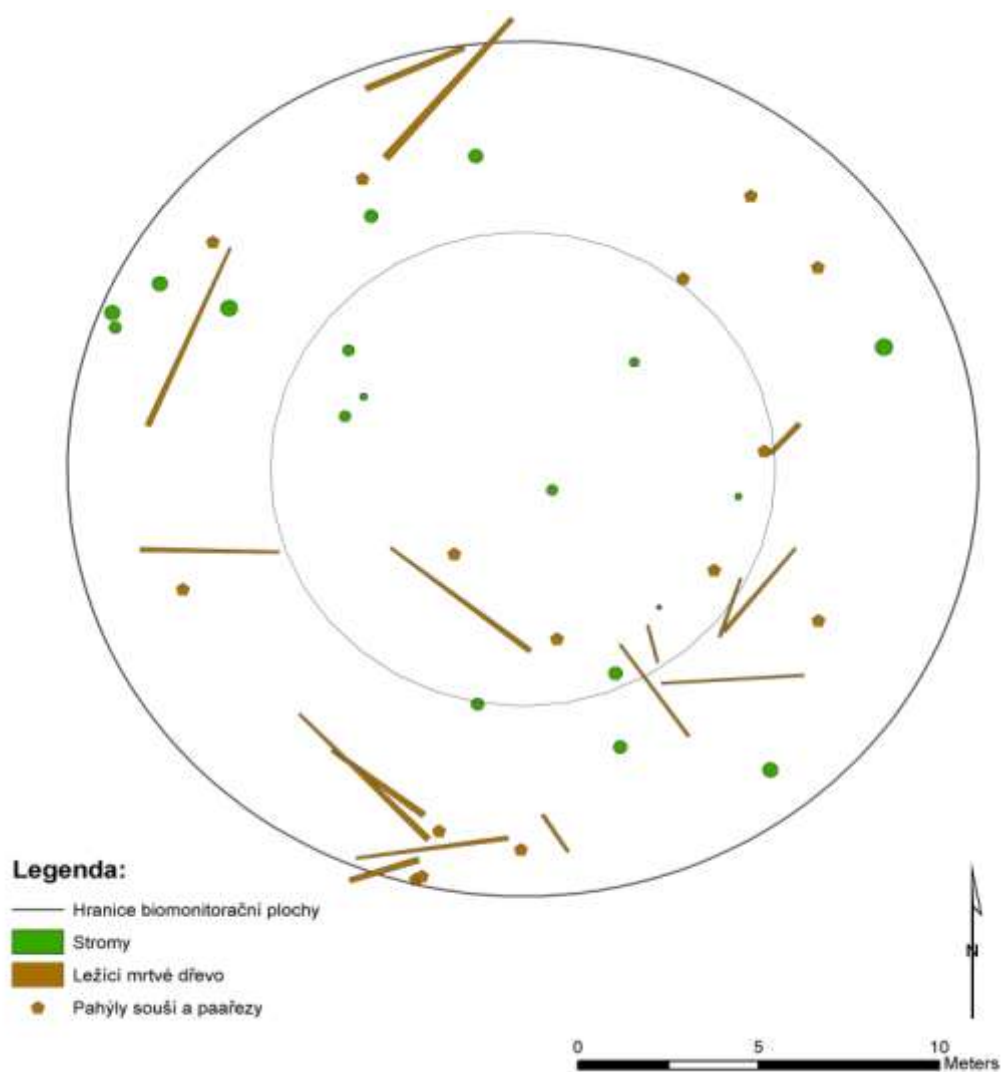 Legenda:
Hranice biomonitorační plochy
Stromy
Ležící mrtvé dřevo
Pahýly souší a paařezy
N
0 5 10
Meters